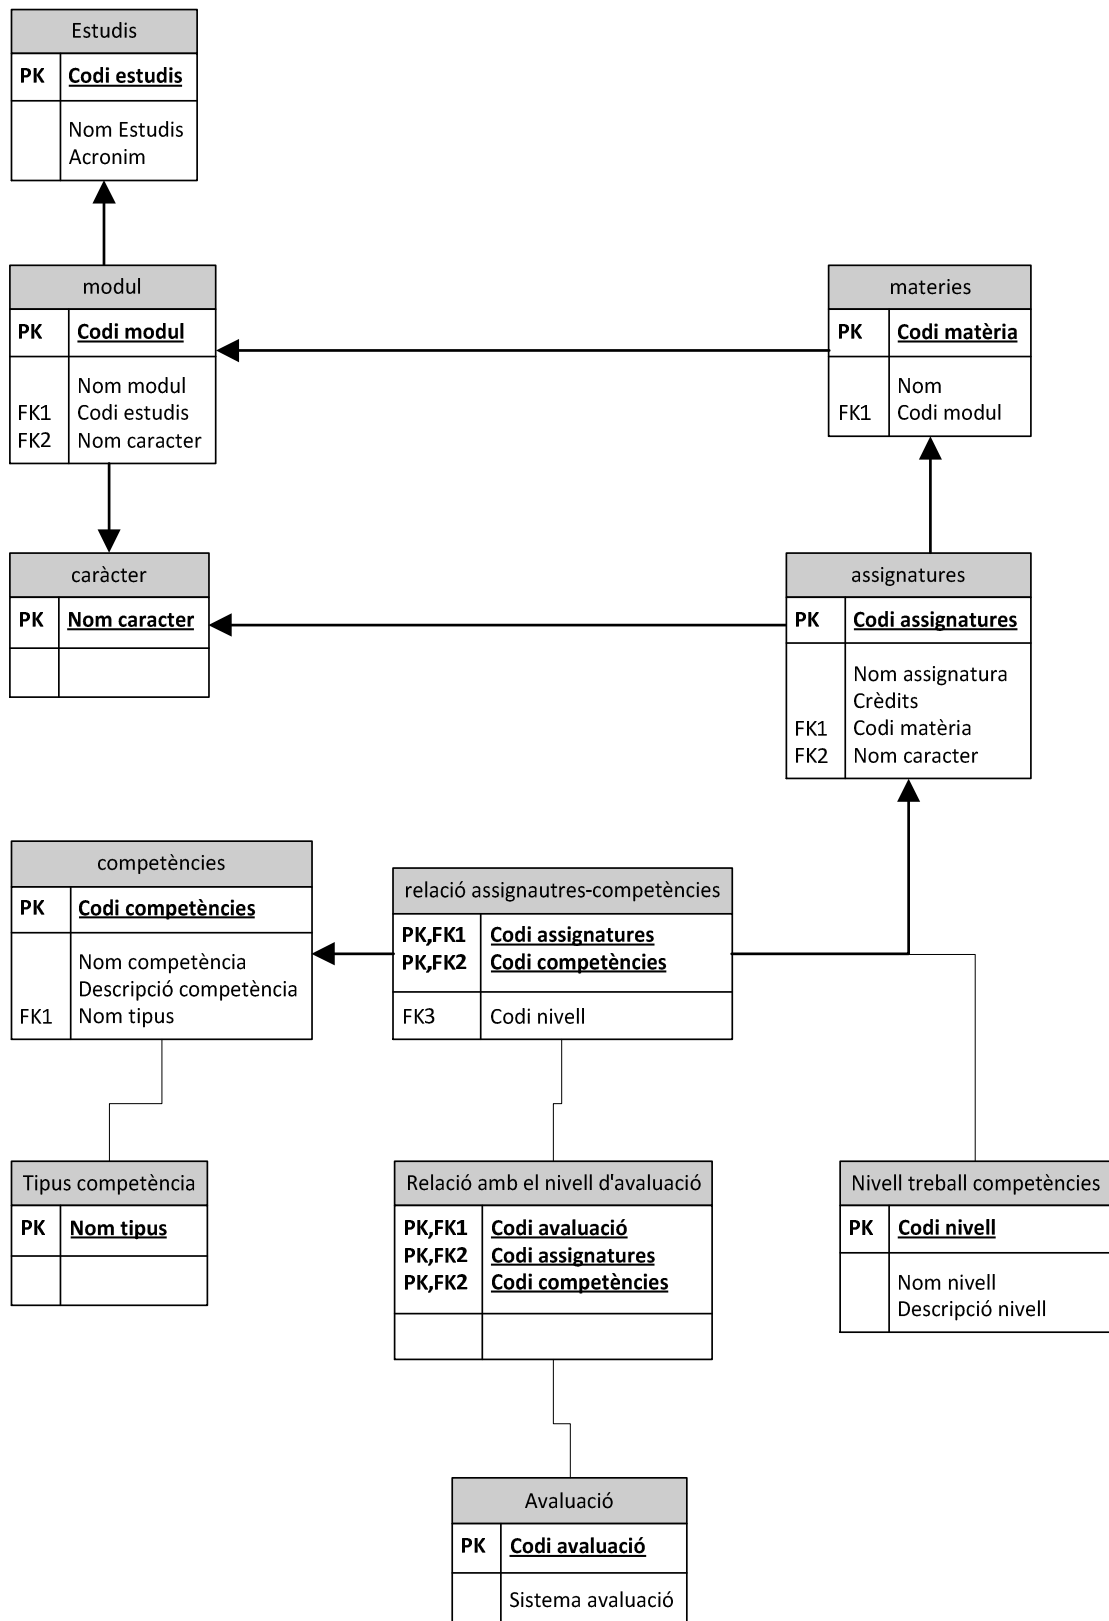 Estudis
PK Codi estudis
Nom Estudis
Acronim
modul
PK Codi modul
Nom modul
FK1 Codi estudis
FK2 Nom caracter
materies
PK Codi matèria
Nom
FK1 Codi modul
caràcter
PK Nom caracter
assignatures
PK Codi assignatures
Nom assignatura
Crèdits
FK1 Codi matèria
FK2 Nom caracter
competències
PK Codi competències
Nom competència
Descripció competència
FK1 Nom tipus
relació assignautres-competències
PK,FK1 Codi assignatures
PK,FK2 Codi competències
FK3 Codi nivell
Tipus competència
PK Nom tipus
Relació amb el nivell d'avaluació
PK,FK1 Codi avaluació
PK,FK2 Codi assignatures
PK,FK2 Codi competències
Nivell treball competències
PK Codi nivell
Nom nivell
Descripció nivell
Avaluació
PK Codi avaluació
Sistema avaluació